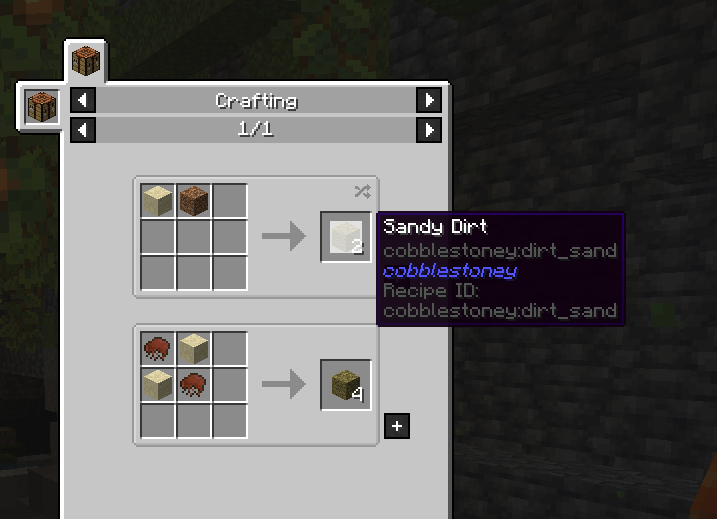 Crafting
1/1
2
Sandy Dirt
cobblestoney:dirt_sand
cobblestoney
Recipe ID:
cobblestoney:dirt_sand
4
+